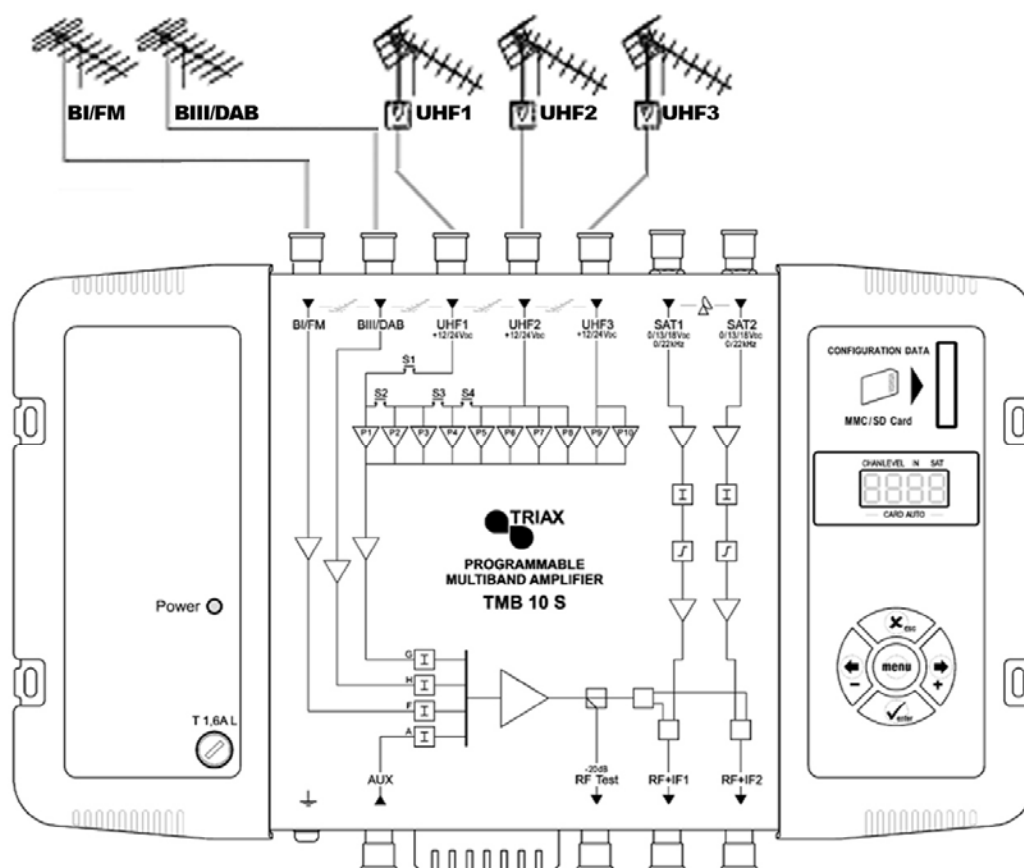 BI/FM
BIII/DAB
UHF1
UHF2
UHF3
BI/FM
BIII/DAB
UHF1
+12/24Vdc
UHF2
+12/24Vdc
UHF3
+12/24Vdc
SAT1
0/13/18Vdc
0/22kHz
SAT2
0/13/18Vdc
0/22kHz
S1
S2
S3
S4
P1
P2
P3
P4
P5
P6
P7
P8
P9
P10
TRIAX
PROGRAMMABLE
MULTIBAND AMPLIFIER
TMB 10 S
Power
T 1,6A L
G
H
F
A
AUX
-20dB
RF Test
RF+IF1
RF+IF2
CONFIGURATION DATA
MMC/SD Card
CHAN.LEVEL IN SAT
8888
CARD AUTO
esc
menu
-
+
enter